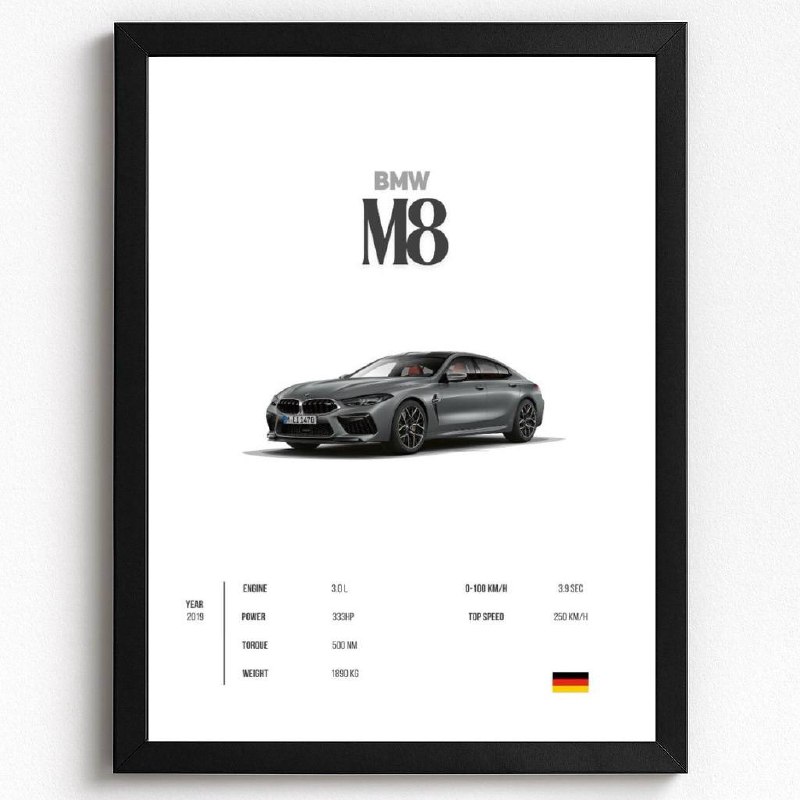 BMW
M8
YEAR
2019
ENGINE 3.0 L
POWER 333HP
TORQUE 500 NM
WEIGHT 1890 KG
0-100 KM/H 3.9 SEC
TOP SPEED 250 KM/H